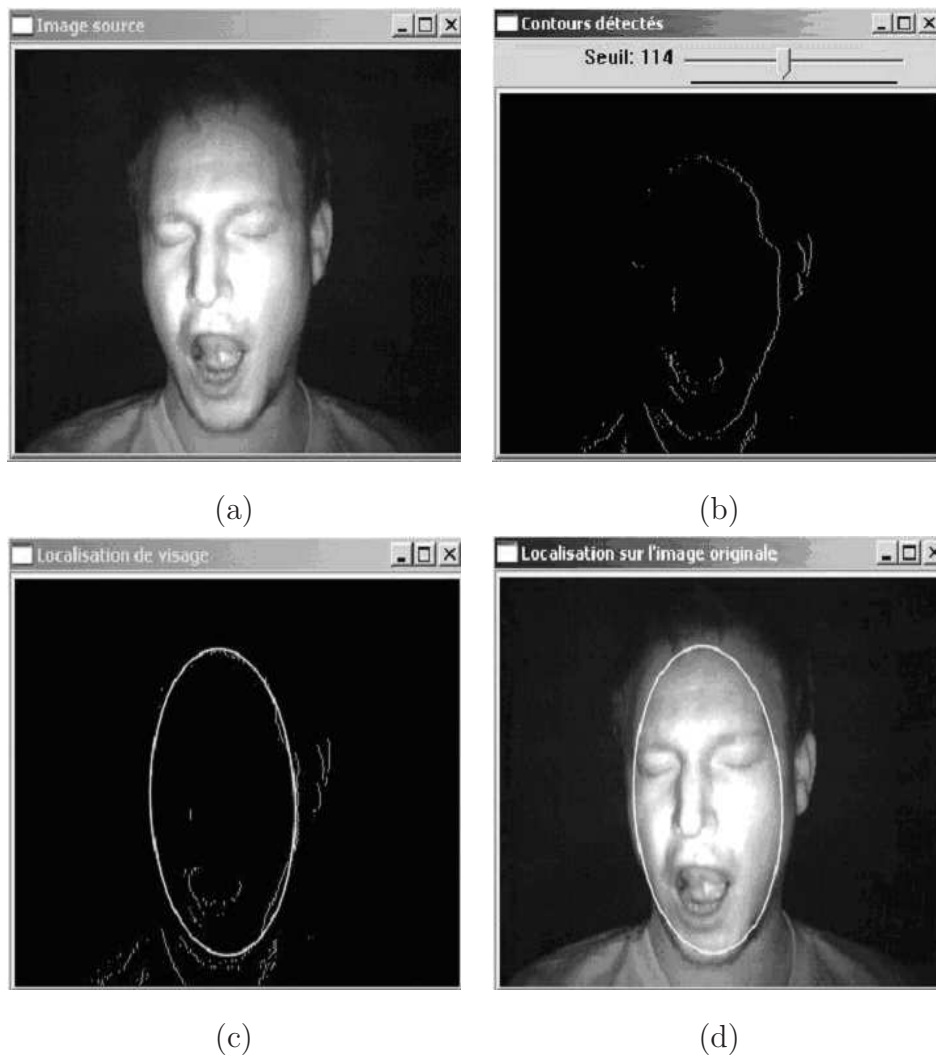 Image source
Contours détectés
Seuil: 114
(a)
(b)
Localisation de visage
Localisation sur l'image originale
(c)
(d)